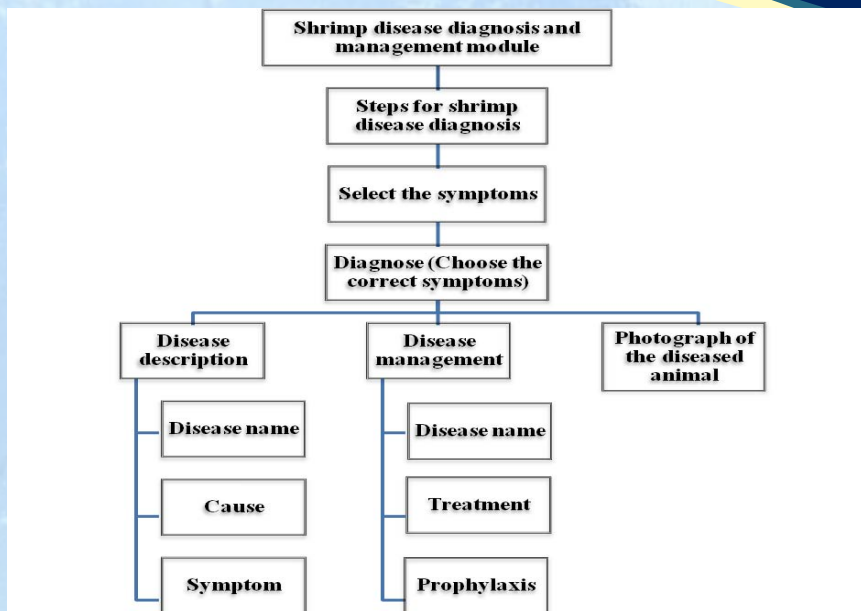 Shrimp disease diagnosis and
management module
Steps for shrimp
disease diagnosis
Select the symptoms
Diagnose (Choose the
correct symptoms)
Disease
description
Disease name
Cause
Symptom
Disease
management
Disease name
Treatment
Prophylaxis
Photograph of
the diseased
animal